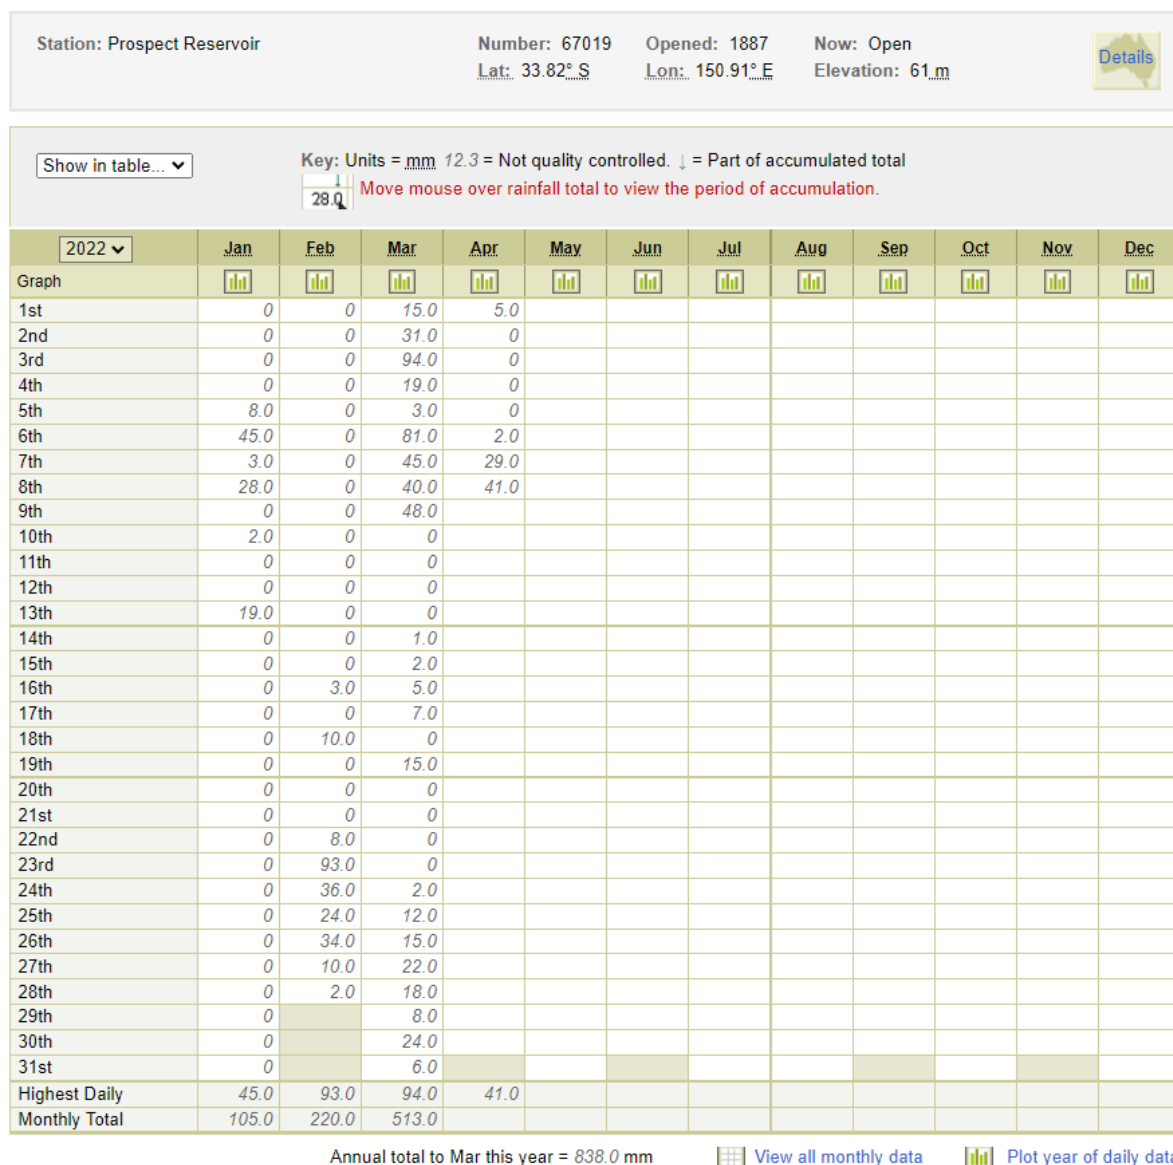 Station: Prospect Reservoir Number: 67019 Opened: 1887 Now: Open
Lat: 33.82° S Lon: 150.91° E Elevation: 61 m
Details
Show in table... Key: Units = mm 12.3 = Not quality controlled. ↓ = Part of accumulated total
28.0 Move mouse over rainfall total to view the period of accumulation.
2022 Jan Feb Mar Apr May Jun Jul Aug Sep Oct Nov Dec
Graph
1st 0 0 15.0 5.0
2nd 0 0 31.0 0
3rd 0 0 94.0 0
4th 0 0 19.0 0
5th 8.0 0 3.0 0
6th 45.0 0 81.0 2.0
7th 3.0 0 45.0 29.0
8th 28.0 0 40.0 41.0
9th 0 0 48.0
10th 2.0 0 0
11th 0 0 0
12th 0 0 0
13th 19.0 0 0
14th 0 0 1.0
15th 0 0 2.0
16th 0 3.0 5.0
17th 0 0 7.0
18th 0 10.0 0
19th 0 0 15.0
20th 0 0 0
21st 0 0 0
22nd 0 8.0 0
23rd 0 93.0 0
24th 0 36.0 2.0
25th 0 24.0 12.0
26th 0 34.0 15.0
27th 0 10.0 22.0
28th 0 2.0 18.0
29th 0 8.0
30th 0 24.0
31st 0 6.0
Highest Daily 45.0 93.0 94.0 41.0
Monthly Total 105.0 220.0 513.0
Annual total to Mar this year = 838.0 mm View all monthly data Plot year of daily data